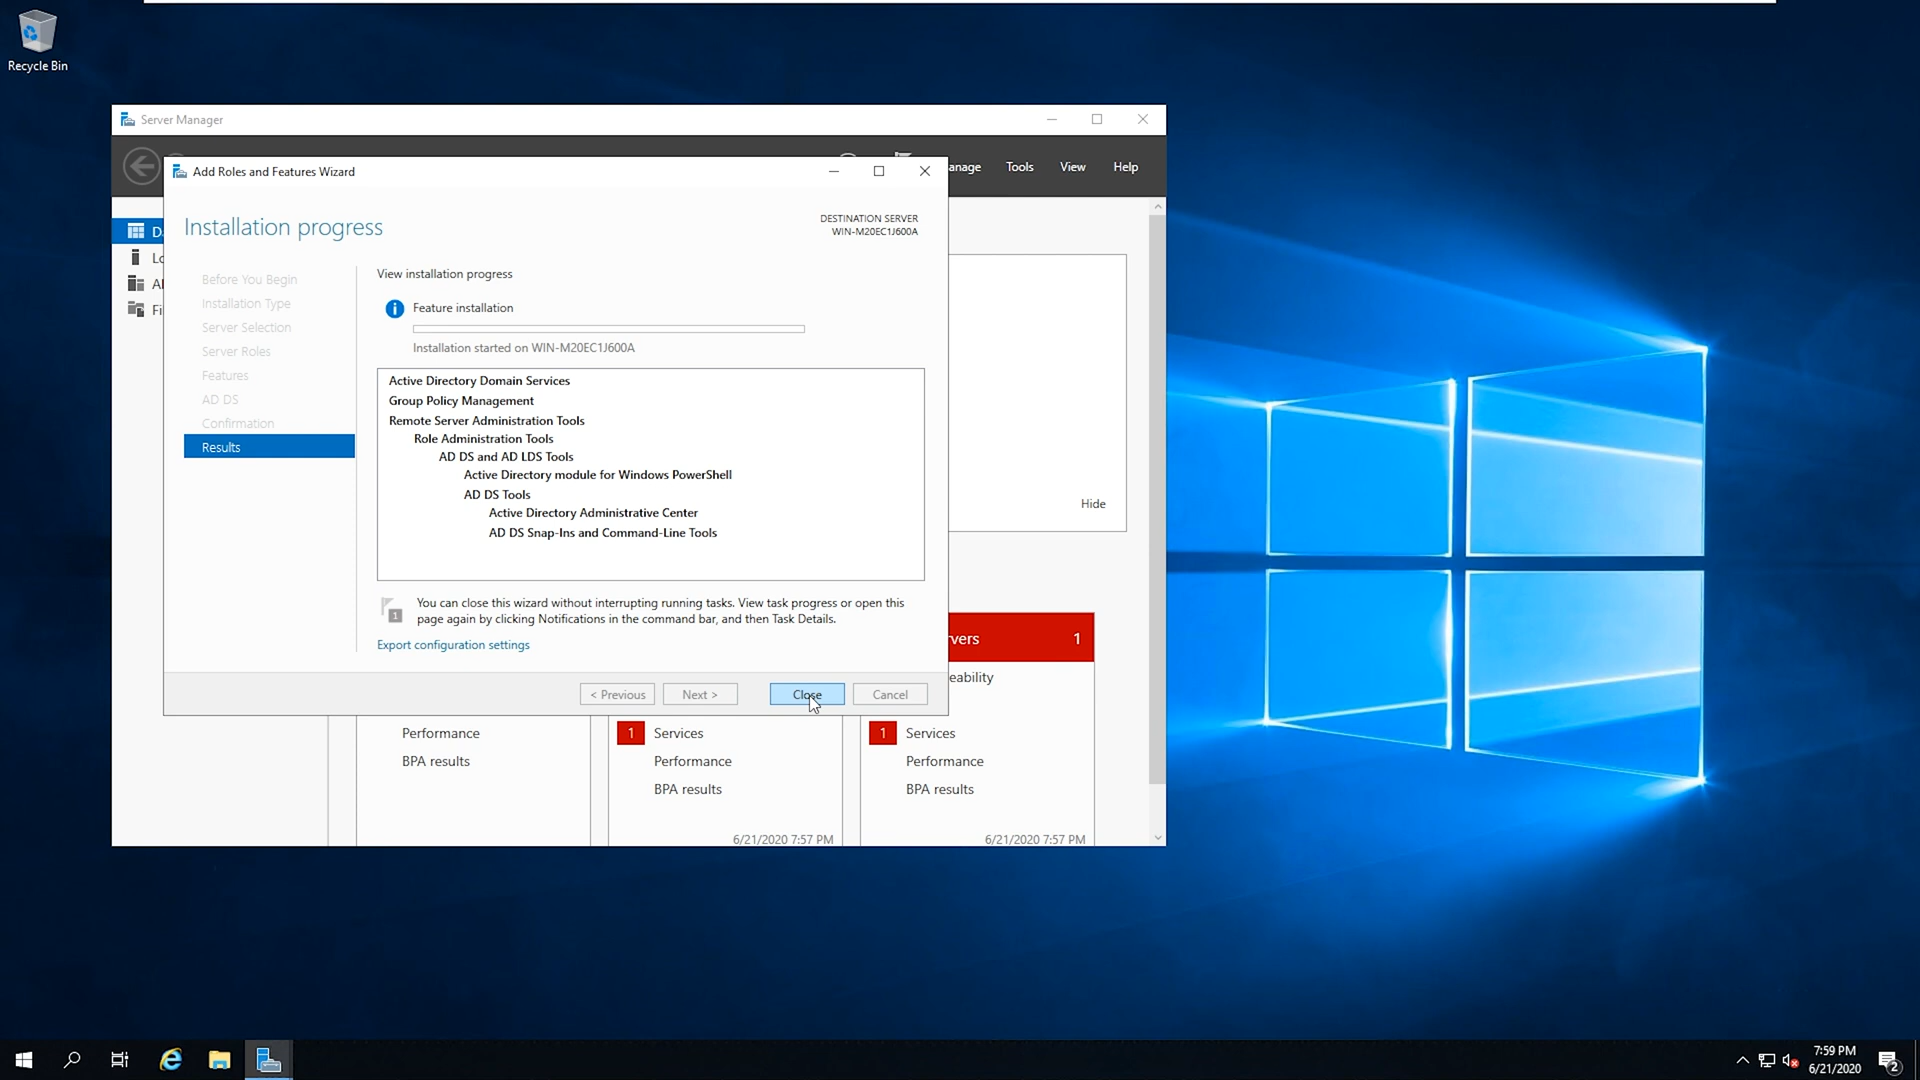 Recycle Bin
Server Manager
Tools
View
Help
Add Roles and Features Wizard
Installation progress
DESTINATION SERVER
WIN-M20EC1J600A
Before You Begin
Installation Type
Server Selection
Server Roles
Features
AD DS
Confirmation
Results
View installation progress
Feature installation
Installation started on WIN-M20EC1J600A
Active Directory Domain Services
Group Policy Management
Remote Server Administration Tools
Role Administration Tools
AD DS and AD LDS Tools
Active Directory module for Windows PowerShell
AD DS Tools
Active Directory Administrative Center
AD DS Snap-Ins and Command-Line Tools
1 You can close this wizard without interrupting running tasks. View task progress or open this
page again by clicking Notifications in the command bar, and then Task Details.
Export configuration settings
< Previous
Next >
Close
Cancel
Hide
1
Performance
BPA results
1 Services
Performance
BPA results
6/21/2020 7:57 PM
1 Services
Performance
BPA results
6/21/2020 7:57 PM
7:59 PM
6/21/2020
2